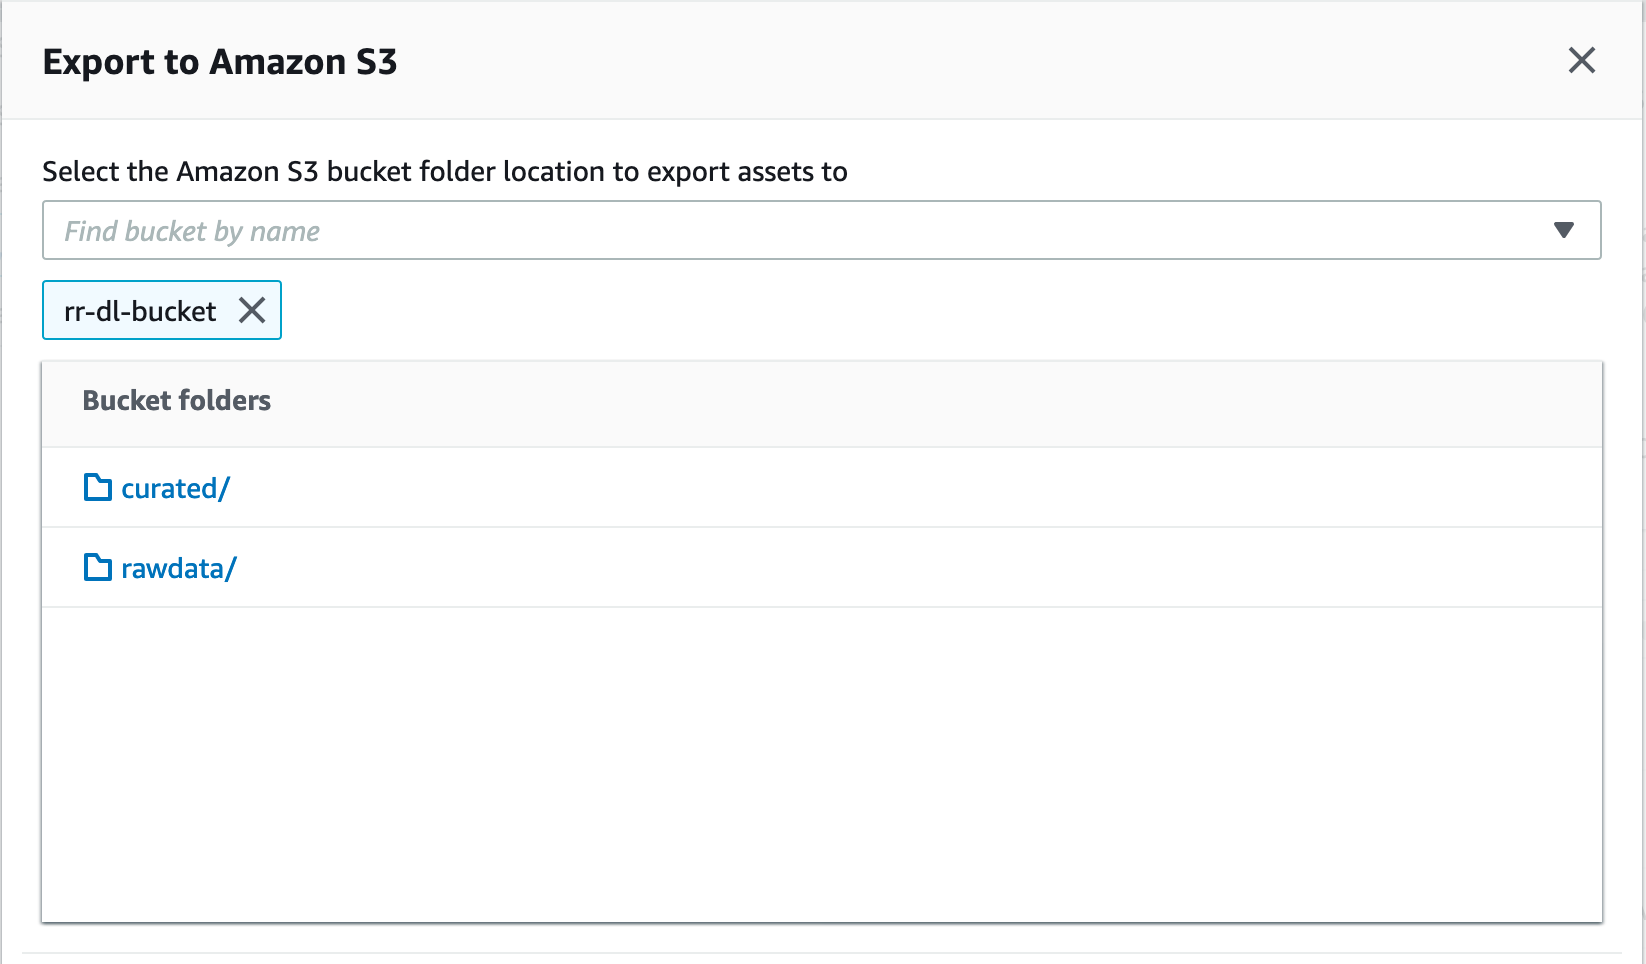 Export to Amazon S3
Select the Amazon S3 bucket folder location to export assets to
Find bucket by name
rr-dl-bucket
Bucket folders
curated/
rawdata/